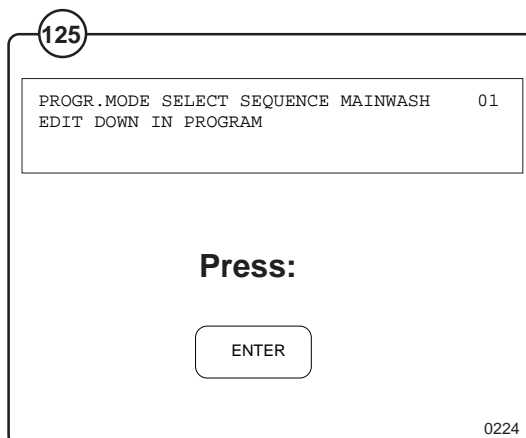 125
PROGR.MODE SELECT SEQUENCE MAINWASH 01
EDIT DOWN IN PROGRAM
Press:
ENTER
0224